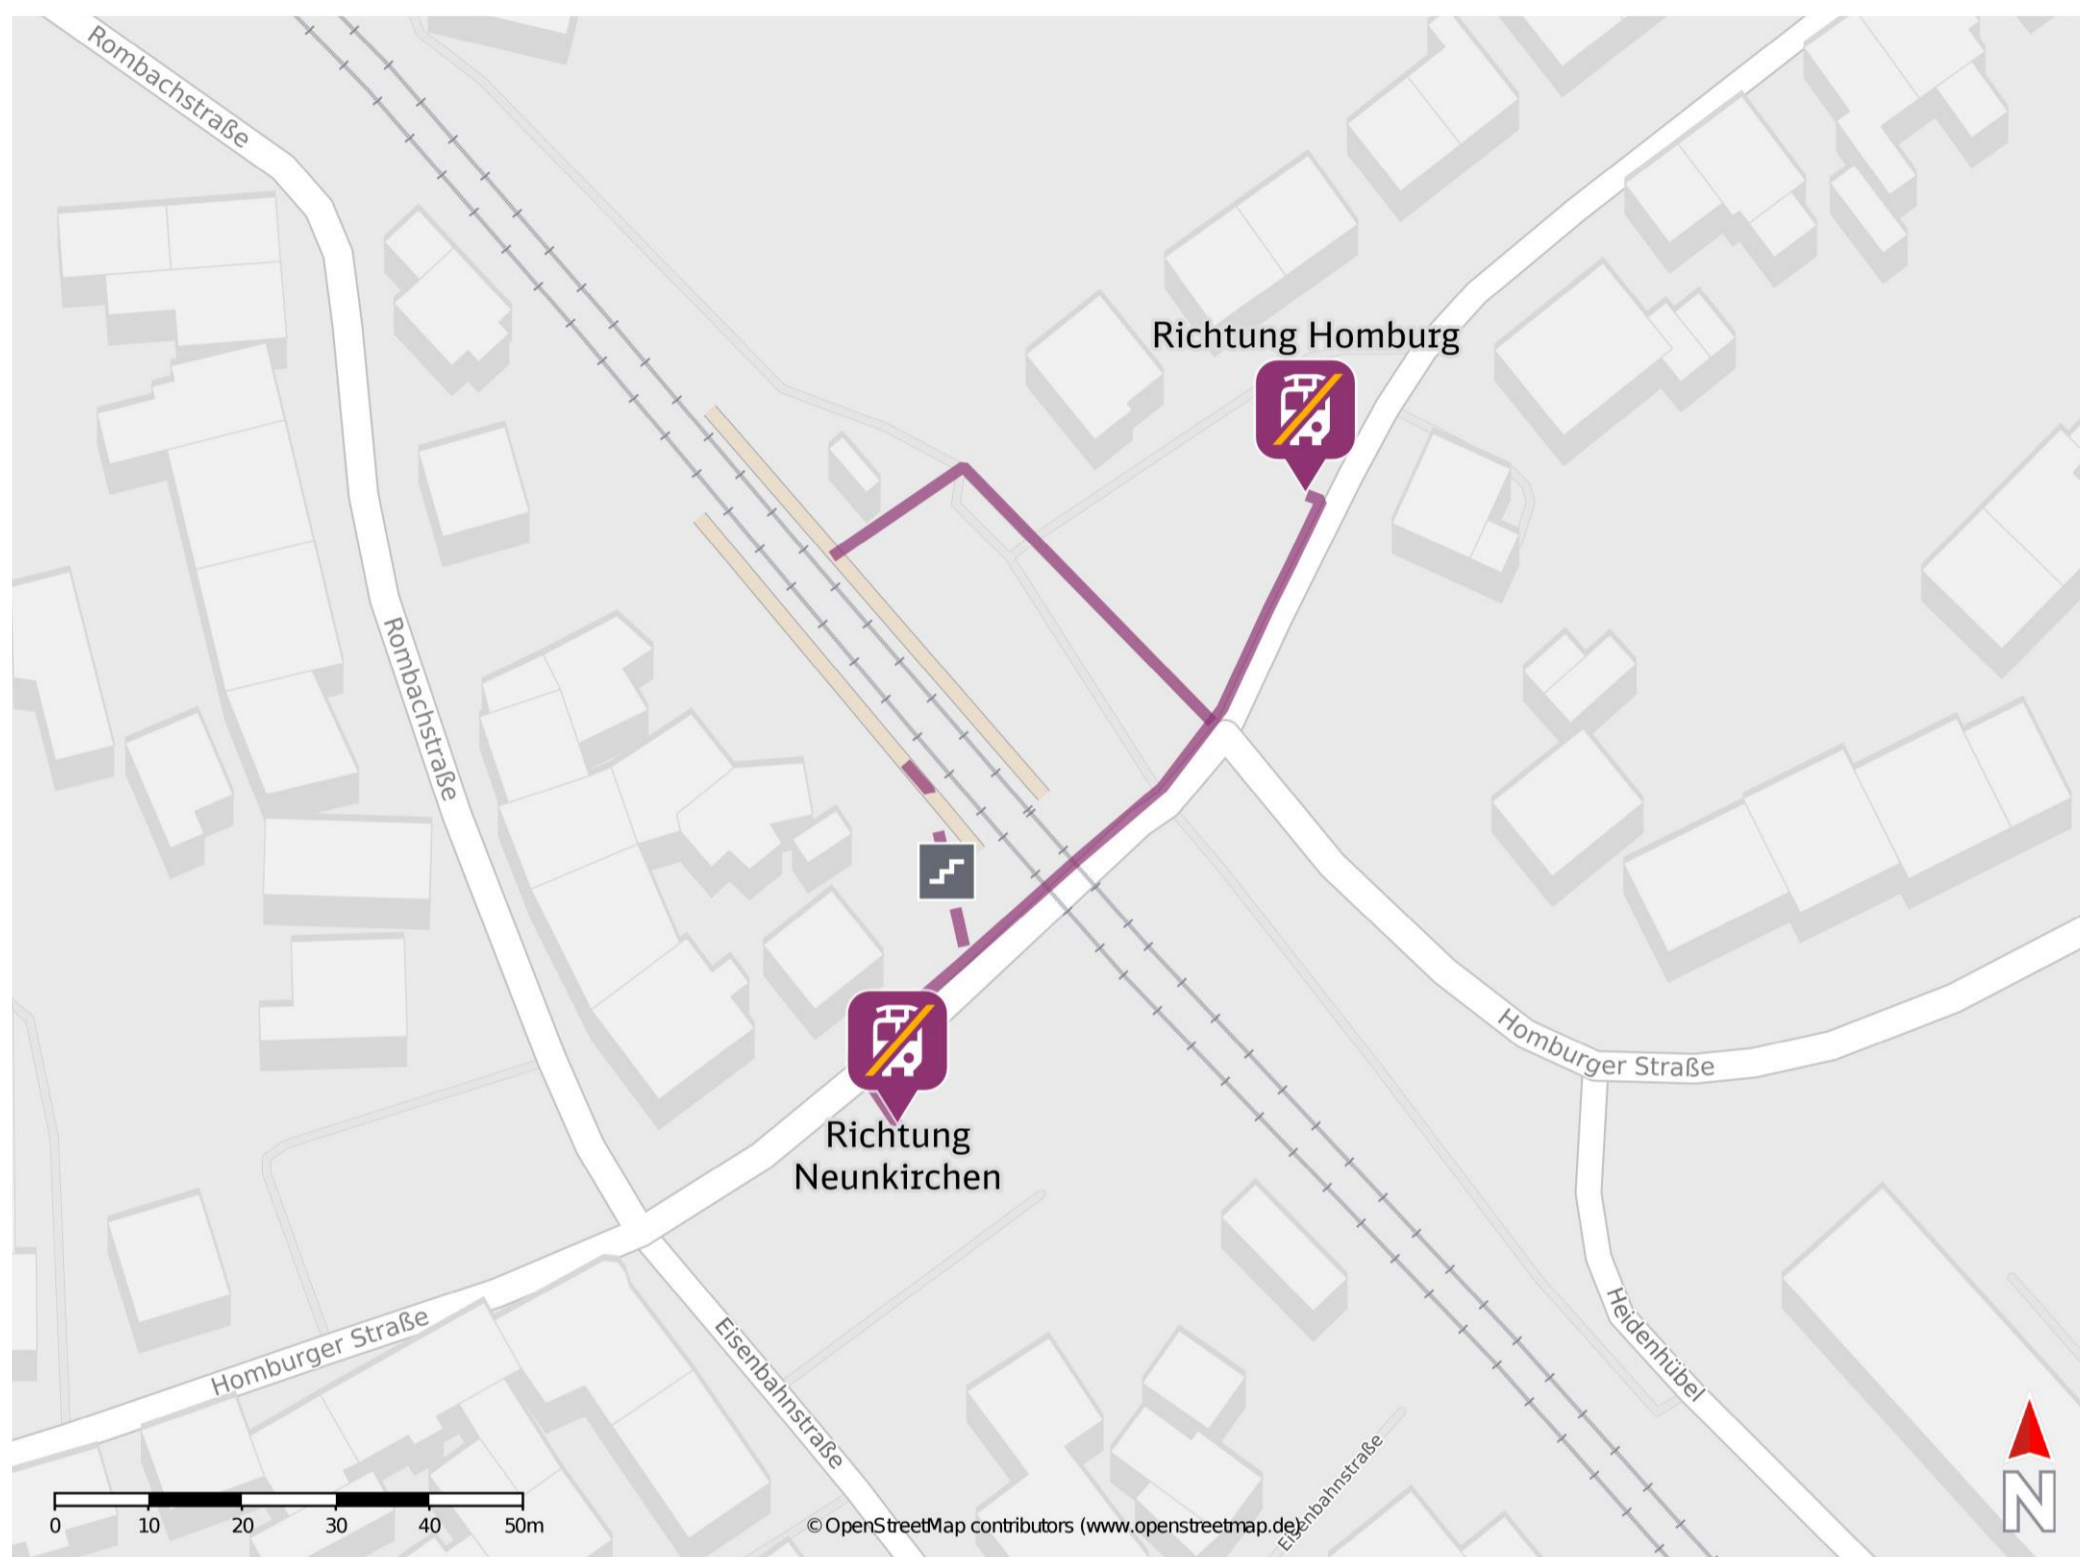 Rombachstraße
Richtung Homburg
Rombachstraße
Richtung
Neunkirchen
Homburger Straße
Homburger Straße
Heidenhübel
Eisenbahnstraße
Eisenbahnstraße
N
0 10 20 30 40 50m
© OpenStreetMap contributors (www.openstreetmap.de)